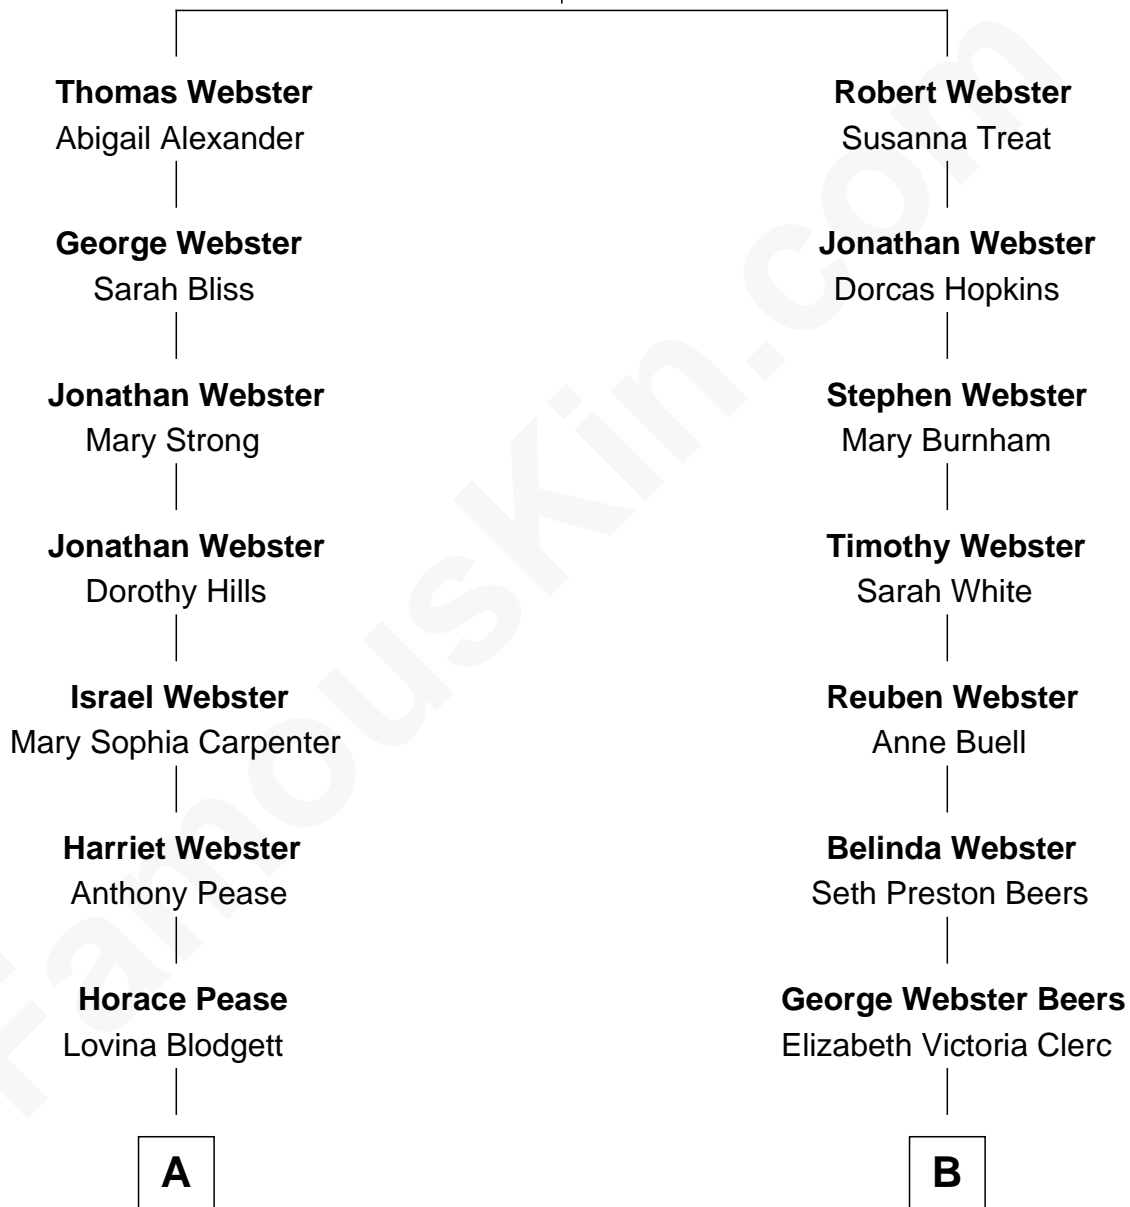 Thomas Webster
Abigail Alexander
George Webster
Sarah Bliss
Jonathan Webster
Mary Strong
Jonathan Webster
Dorothy Hills
Israel Webster
Mary Sophia Carpenter
Harriet Webster
Anthony Pease
Horace Pease
Lovina Blodgett
A
Robert Webster
Susanna Treat
Jonathan Webster
Dorcas Hopkins
Stephen Webster
Mary Burnham
Timothy Webster
Sarah White
Reuben Webster
Anne Buell
Belinda Webster
Seth Preston Beers
George Webster Beers
Elizabeth Victoria Clerc
B
FamousKin.com